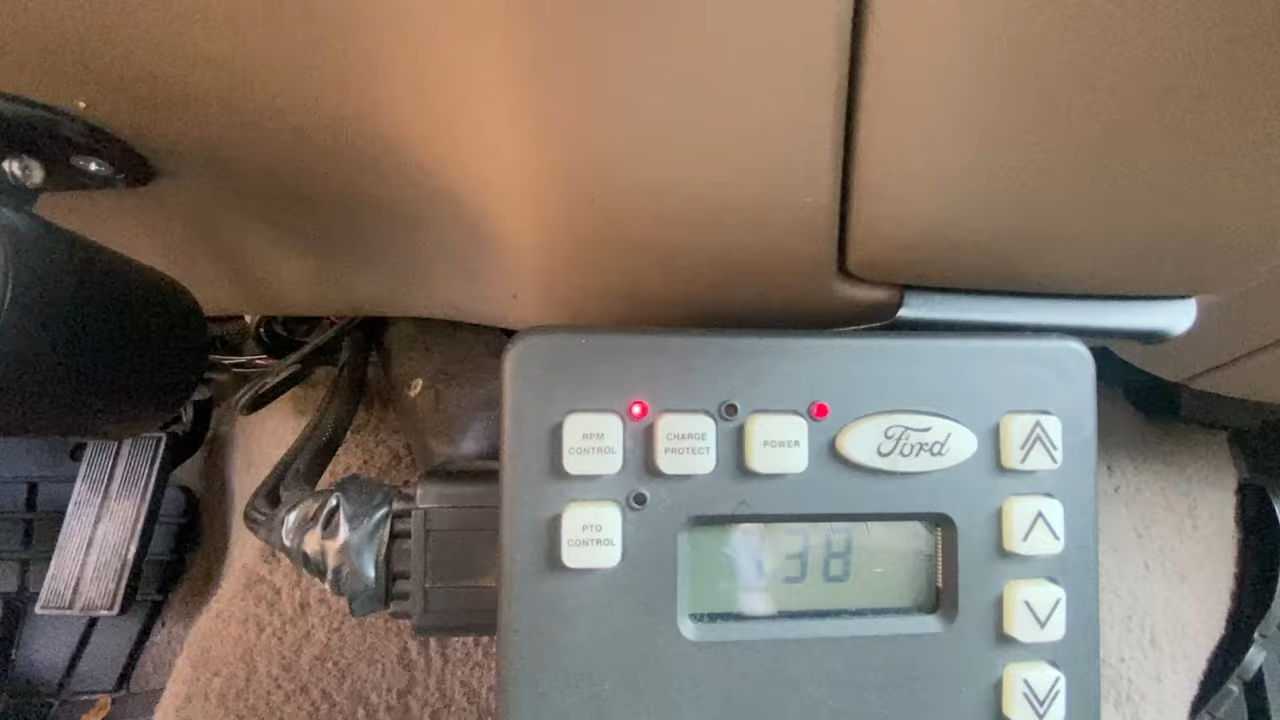 RPM
CONTROL
CHARGE
PROTECT
POWER
Ford
PTO
CONTROL
38